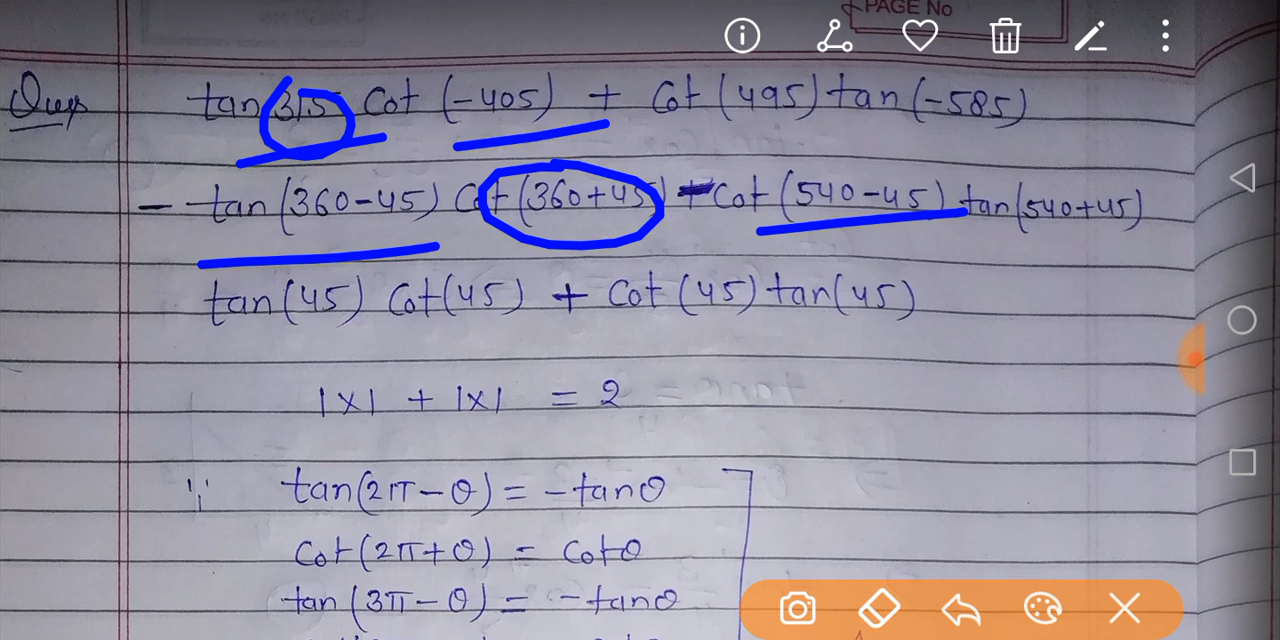 PAGE No
Ques tan 315 Cot (-405) + Cot (495) tan (-585)
- tan (360-45) Cot (360+45) - Cot (540-45) tan (540+45)
tan (45) Cot (45) + Cot (45) tan (45)
1x1 + 1x1 = 2
∵ tan (2π-θ) = -tanθ
Cot (2π+θ) = Cotθ
tan (3π-θ) = -tanθ